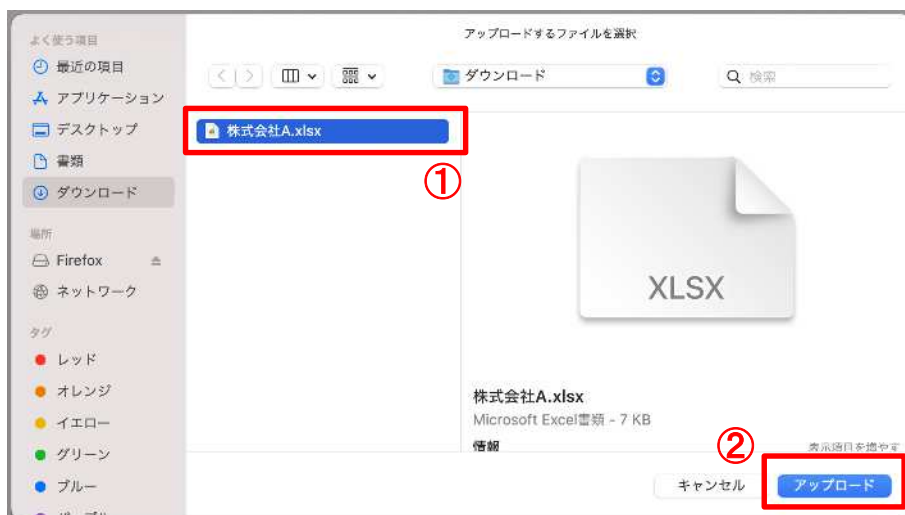 アップロードするファイルを選択
よく使う項目
最近の項目
アプリケーション
デスクトップ
書類
ダウンロード
場所
Firefox
ネットワーク
タグ
レッド
オレンジ
イエロー
グリーン
ブルー
ダウンロード
検索
株式会社A.xlsx
①
XLSX
株式会社A.xlsx
Microsoft Excel書類 - 7 KB
情報
表示項目を増やす
②
キャンセル
アップロード